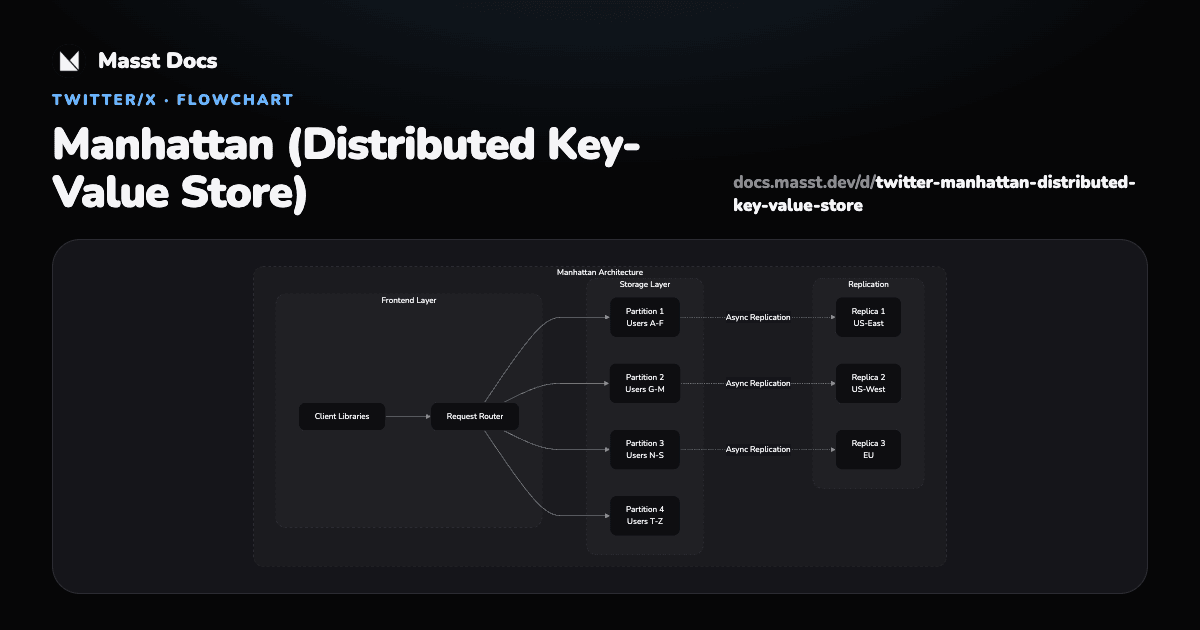 Masst Docs
TWITTER/X · FLOWCHART
Manhattan (Distributed Key-
Value Store)
docs.masst.dev/d/twitter-manhattan-distributed-
key-value-store
Manhattan Architecture
Frontend Layer
Client Libraries
Request Router
Storage Layer
Partition 1
Users A-F
Partition 2
Users G-M
Partition 3
Users N-S
Partition 4
Users T-Z
Async Replication
Async Replication
Async Replication
Replication
Replica 1
US-East
Replica 2
US-West
Replica 3
EU